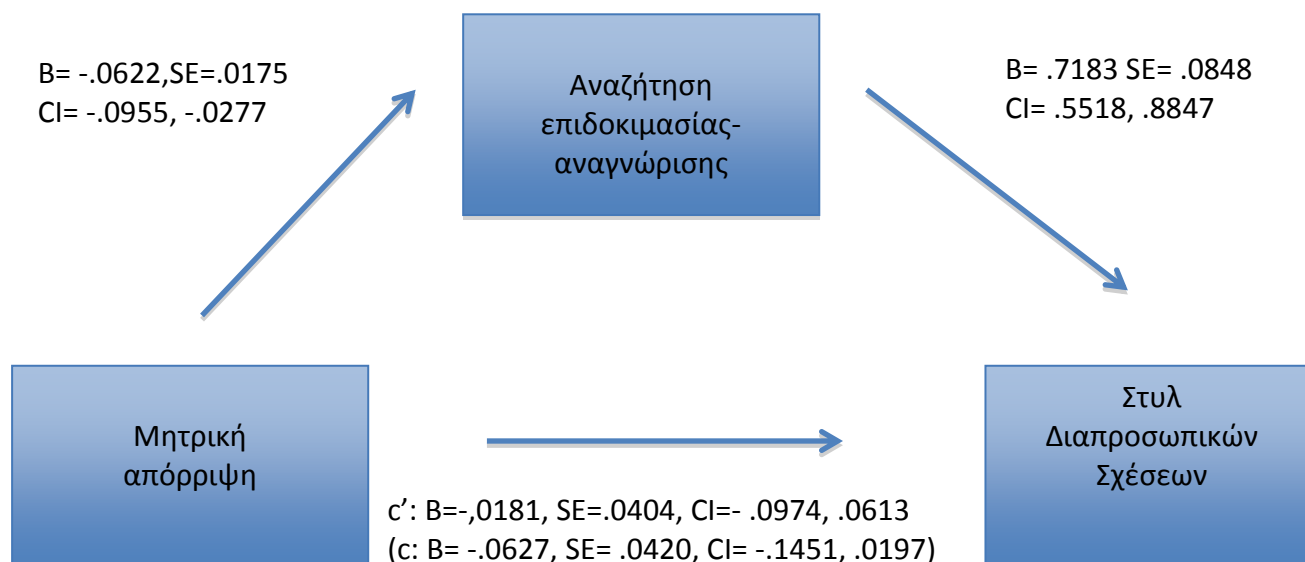 B= -.0622,SE=.0175
CI= -.0955, -.0277
Αναζήτηση
επιδοκιμασίας-
αναγνώρισης
B= .7183 SE= .0848
CI= .5518, .8847
Μητρική
απόρριψη
Στυλ
Διαπροσωπικών
Σχέσεων
c’: B=-,0181, SE=.0404, CI=- .0974, .0613
(c: B= -.0627, SE= .0420, CI= -.1451, .0197)